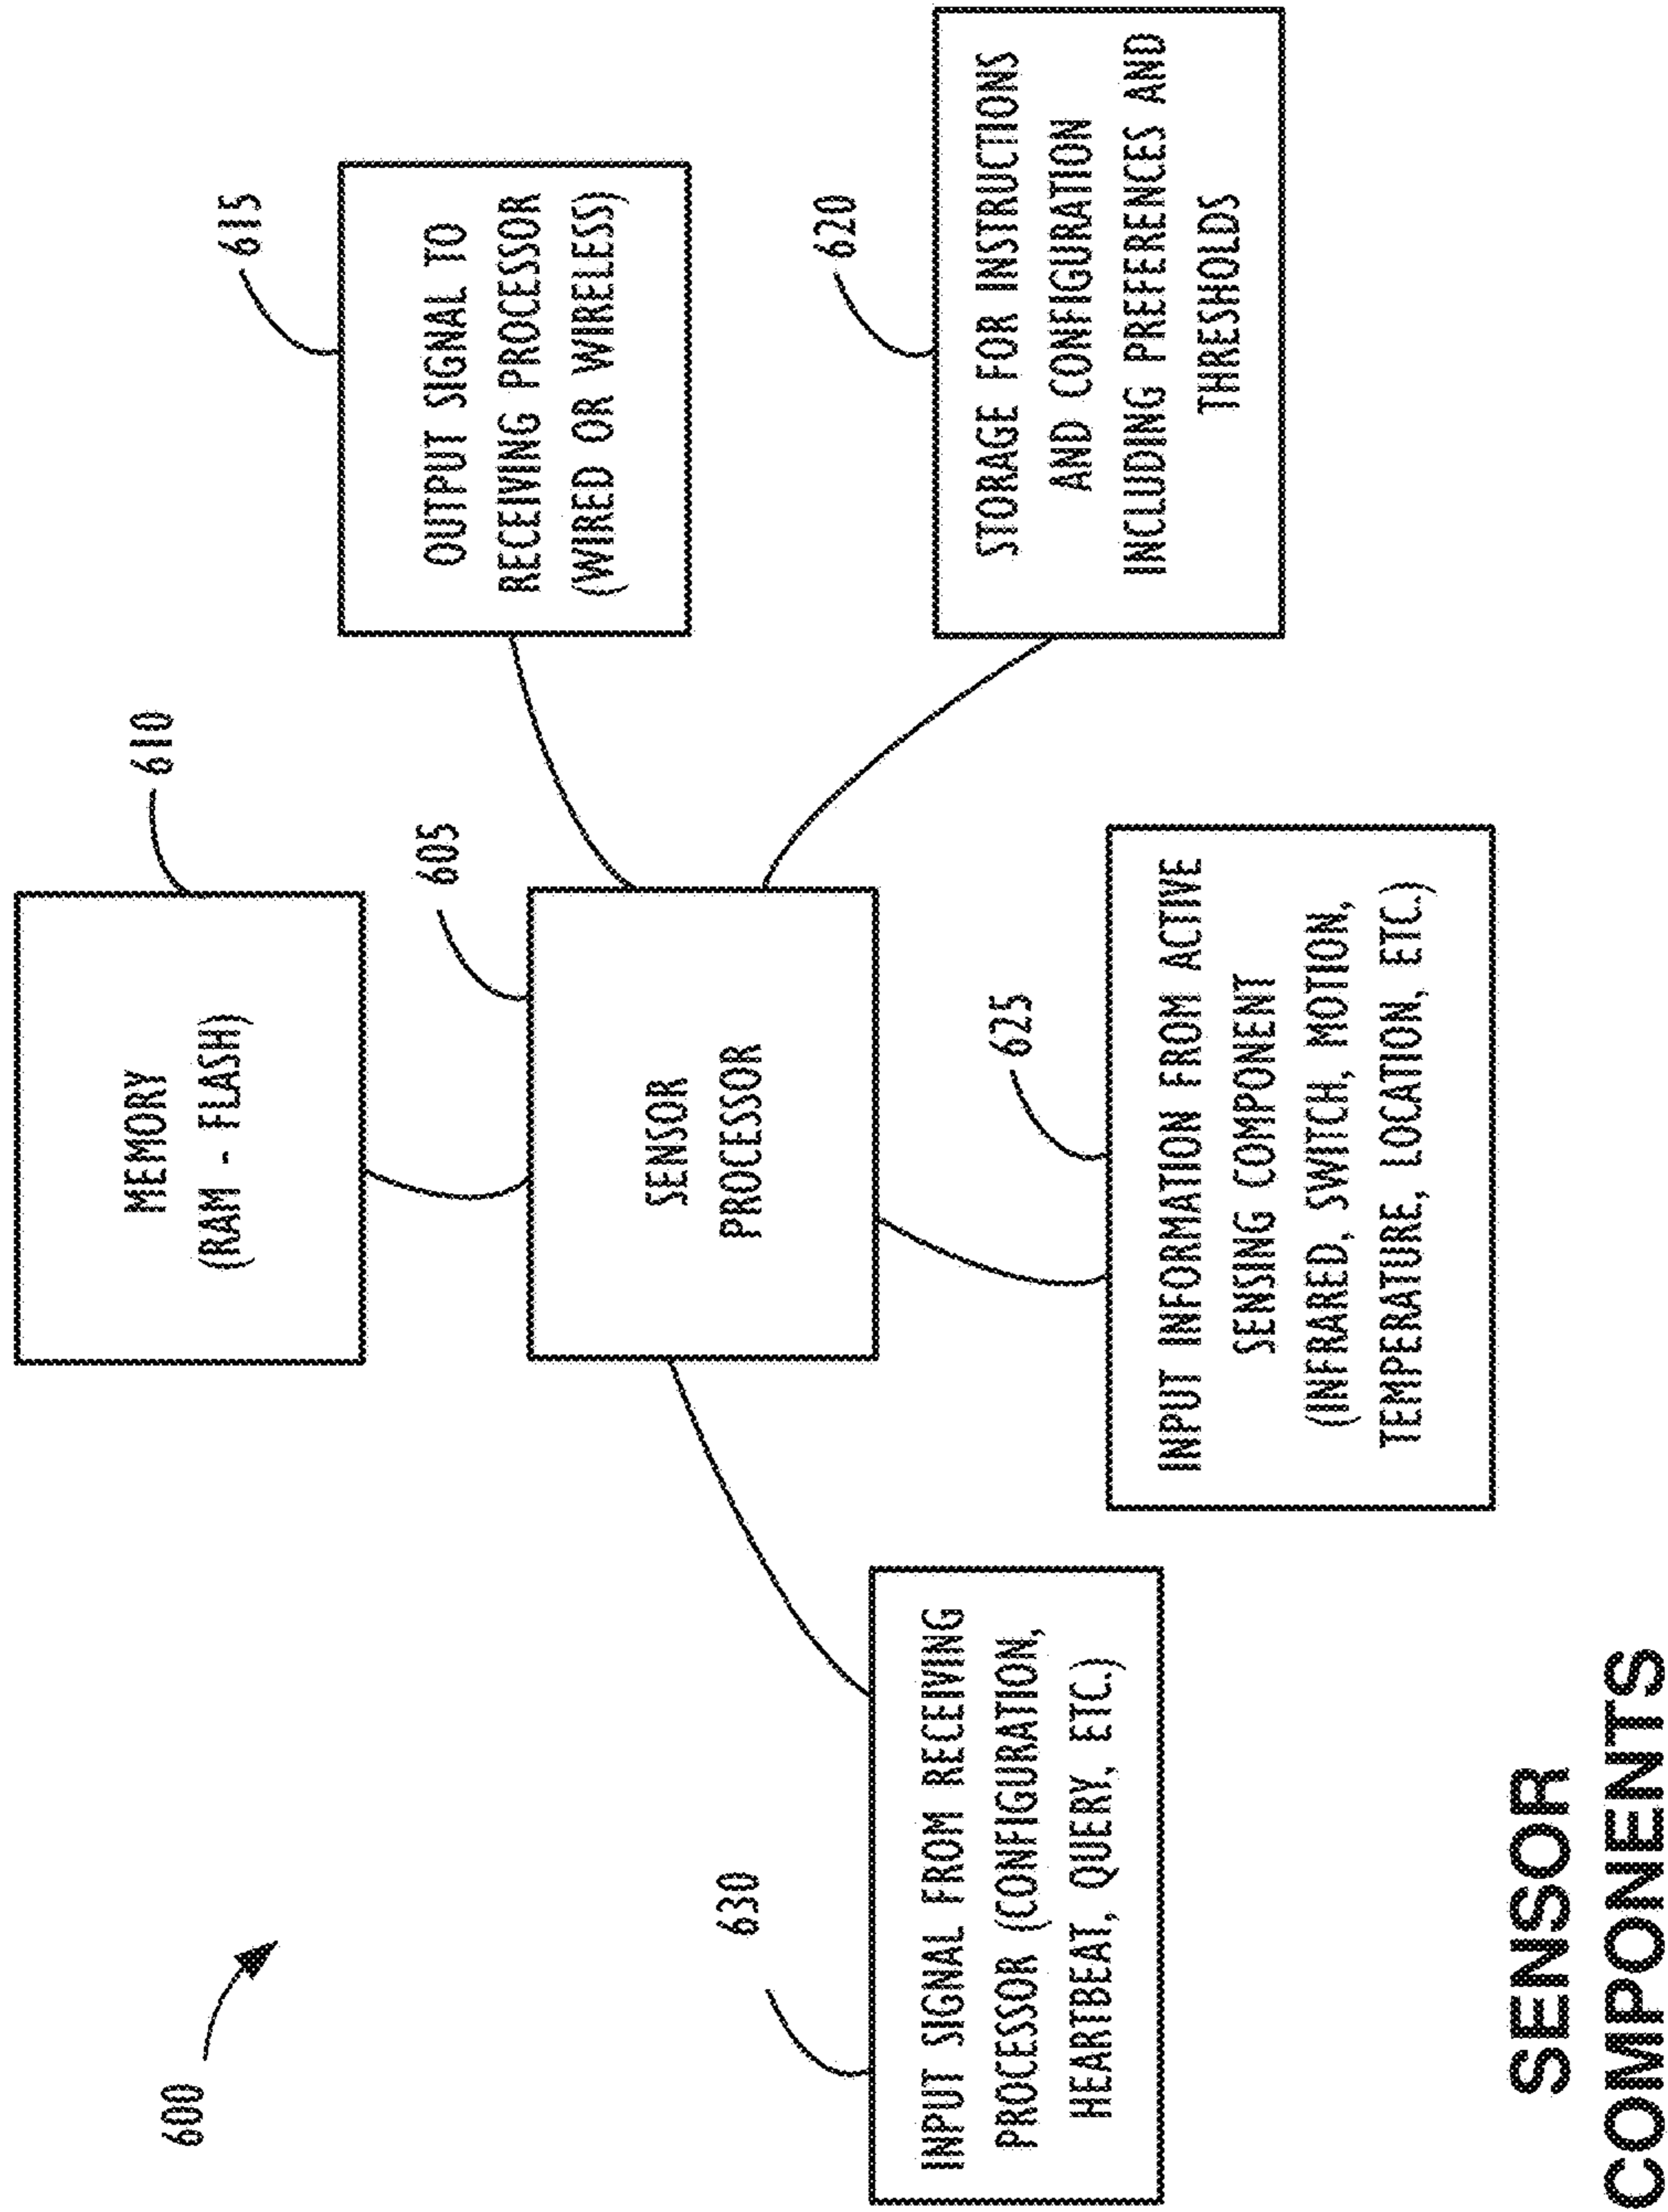 600
610
MEMORY
(RAM - FLASH)
615
OUTPUT SIGNAL TO
RECEIVING PROCESSOR
(WIRED OR WIRELESS)
605
SENSOR
PROCESSOR
630
INPUT SIGNAL FROM RECEIVING
PROCESSOR (CONFIGURATION,
HEARTBEAT, QUERY, ETC.)
620
STORAGE FOR INSTRUCTIONS
AND CONFIGURATION
INCLUDING PREFERENCES AND
THRESHOLDS
625
INPUT INFORMATION FROM ACTIVE
SENSING COMPONENT
(INFRARED, SWITCH, MOTION,
TEMPERATURE, LOCATION, ETC.)
SENSOR
COMPONENTS